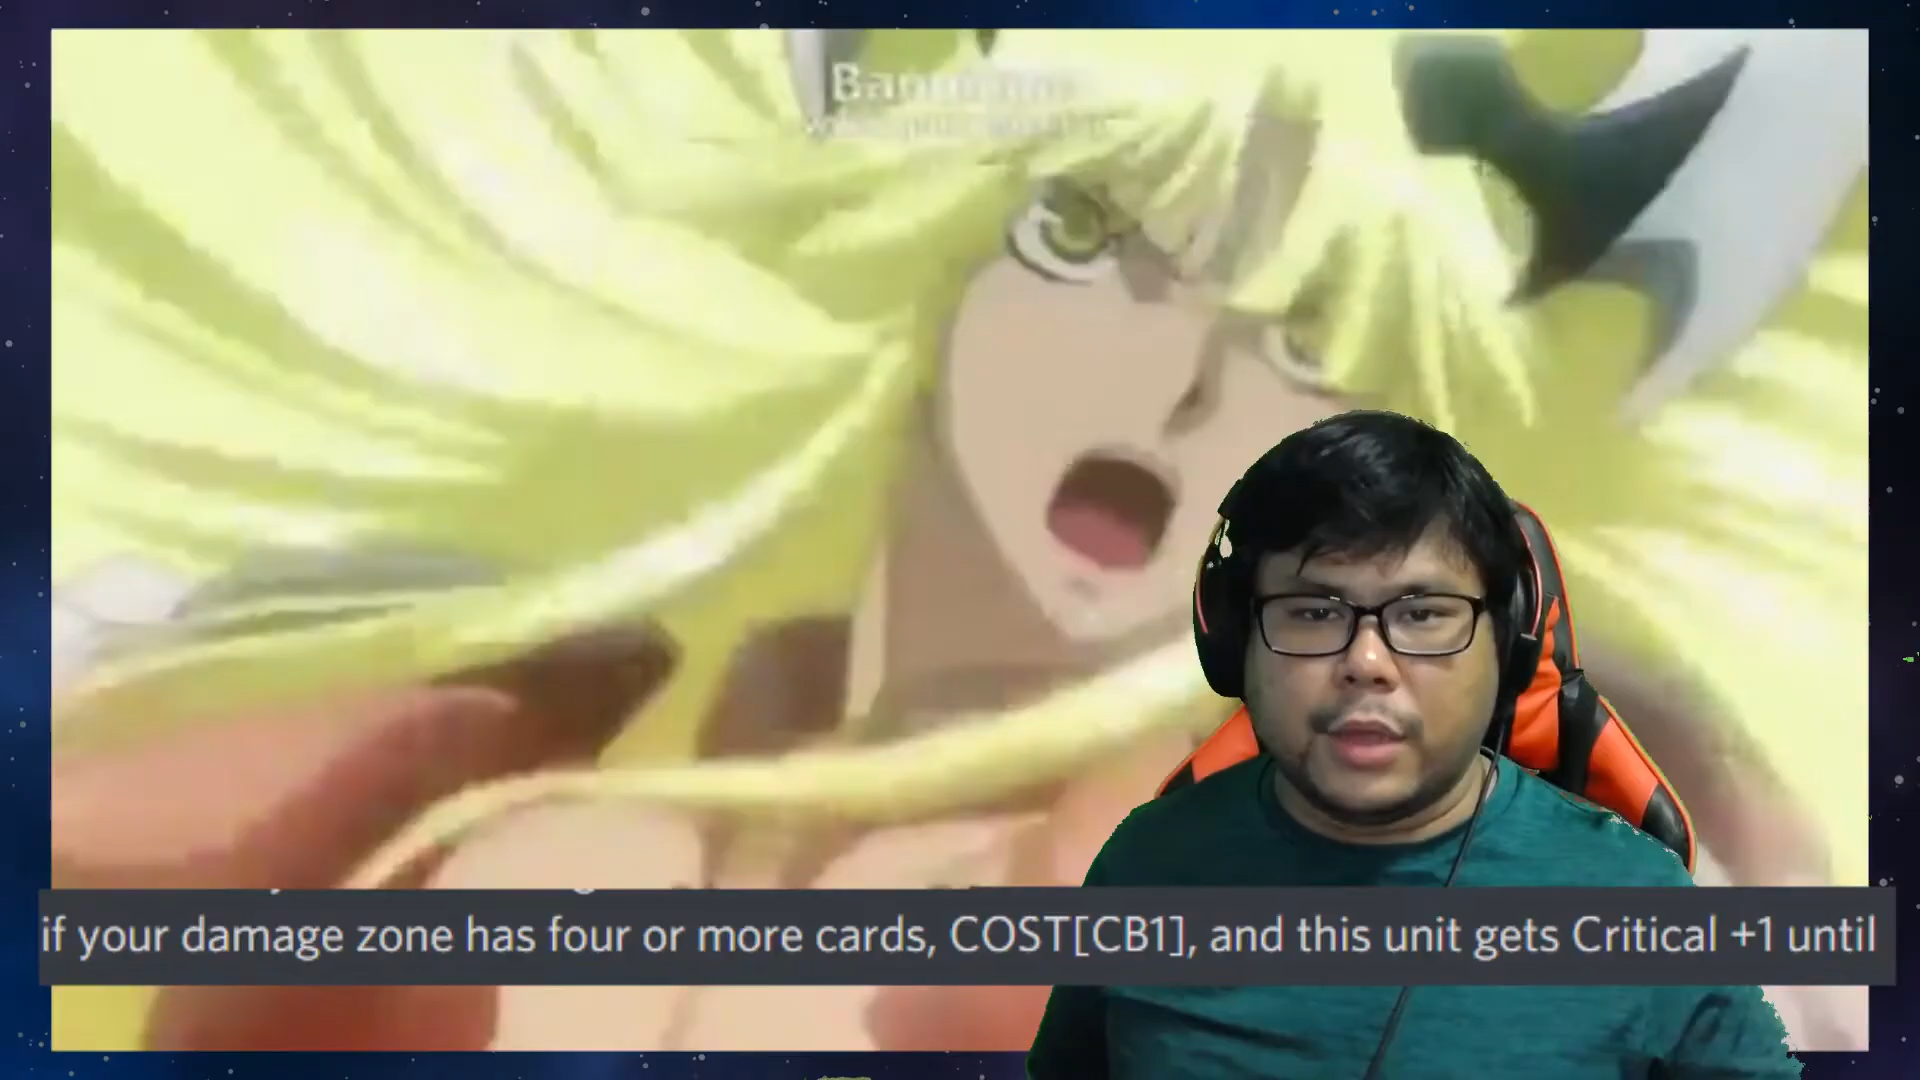 if your damage zone has four or more cards, COST[CB1], and this unit gets Critical +1 until